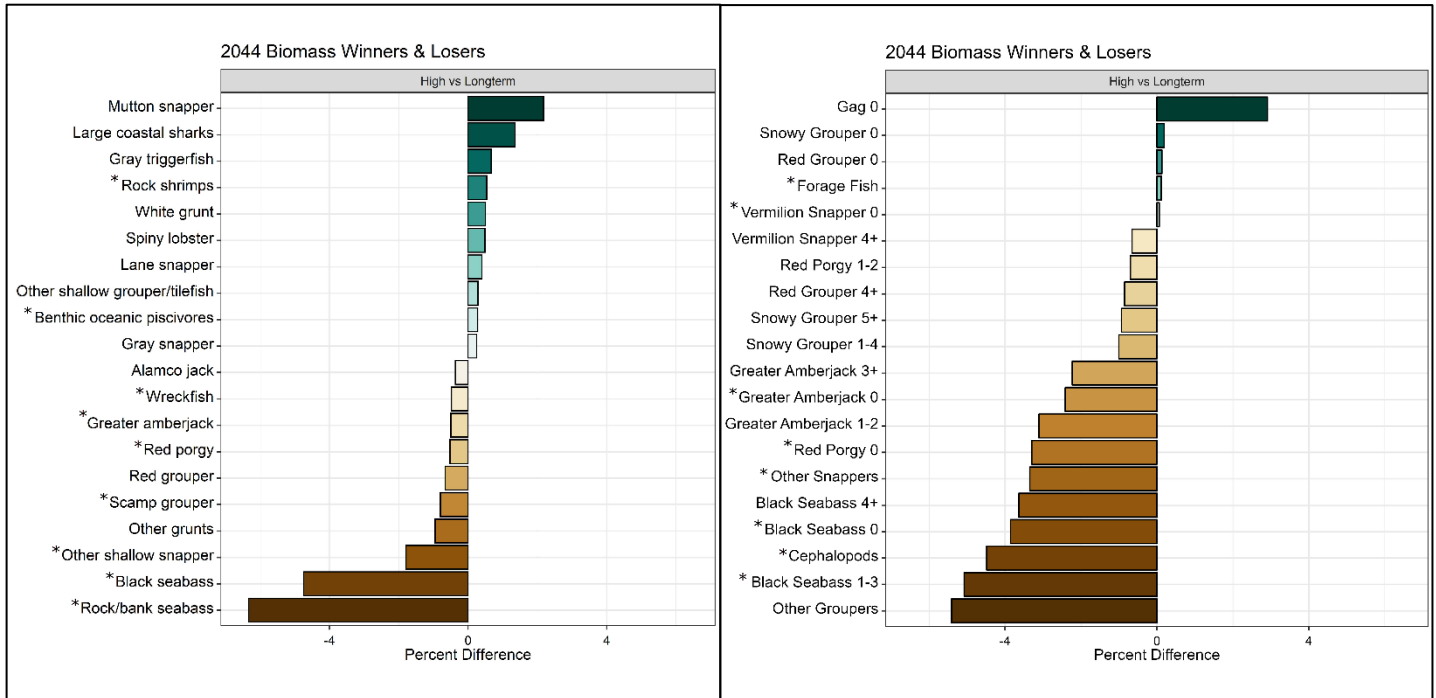 2044 Biomass Winners & Losers
High vs Longterm
Mutton snapper
Large coastal sharks
Gray triggerfish
*Rock shrimps
White grunt
Spiny lobster
Lane snapper
Other shallow grouper/tilefish
*Benthic oceanic piscivores
Gray snapper
Alamco jack
*Wreckfish
*Greater amberjack
*Red porgy
Red grouper
*Scamp grouper
Other grunts
*Other shallow snapper
*Black seabass
*Rock/bank seabass
-4 0 4
Percent Difference
2044 Biomass Winners & Losers
High vs Longterm
Gag 0
Snowy Grouper 0
Red Grouper 0
*Forage Fish
*Vermilion Snapper 0
Vermilion Snapper 4+
Red Porgy 1-2
Red Grouper 4+
Snowy Grouper 5+
Snowy Grouper 1-4
Greater Amberjack 3+
*Greater Amberjack 0
Greater Amberjack 1-2
*Red Porgy 0
*Other Snappers
Black Seabass 4+
*Black Seabass 0
*Cephalopods
*Black Seabass 1-3
Other Groupers
-4 0 4
Percent Difference